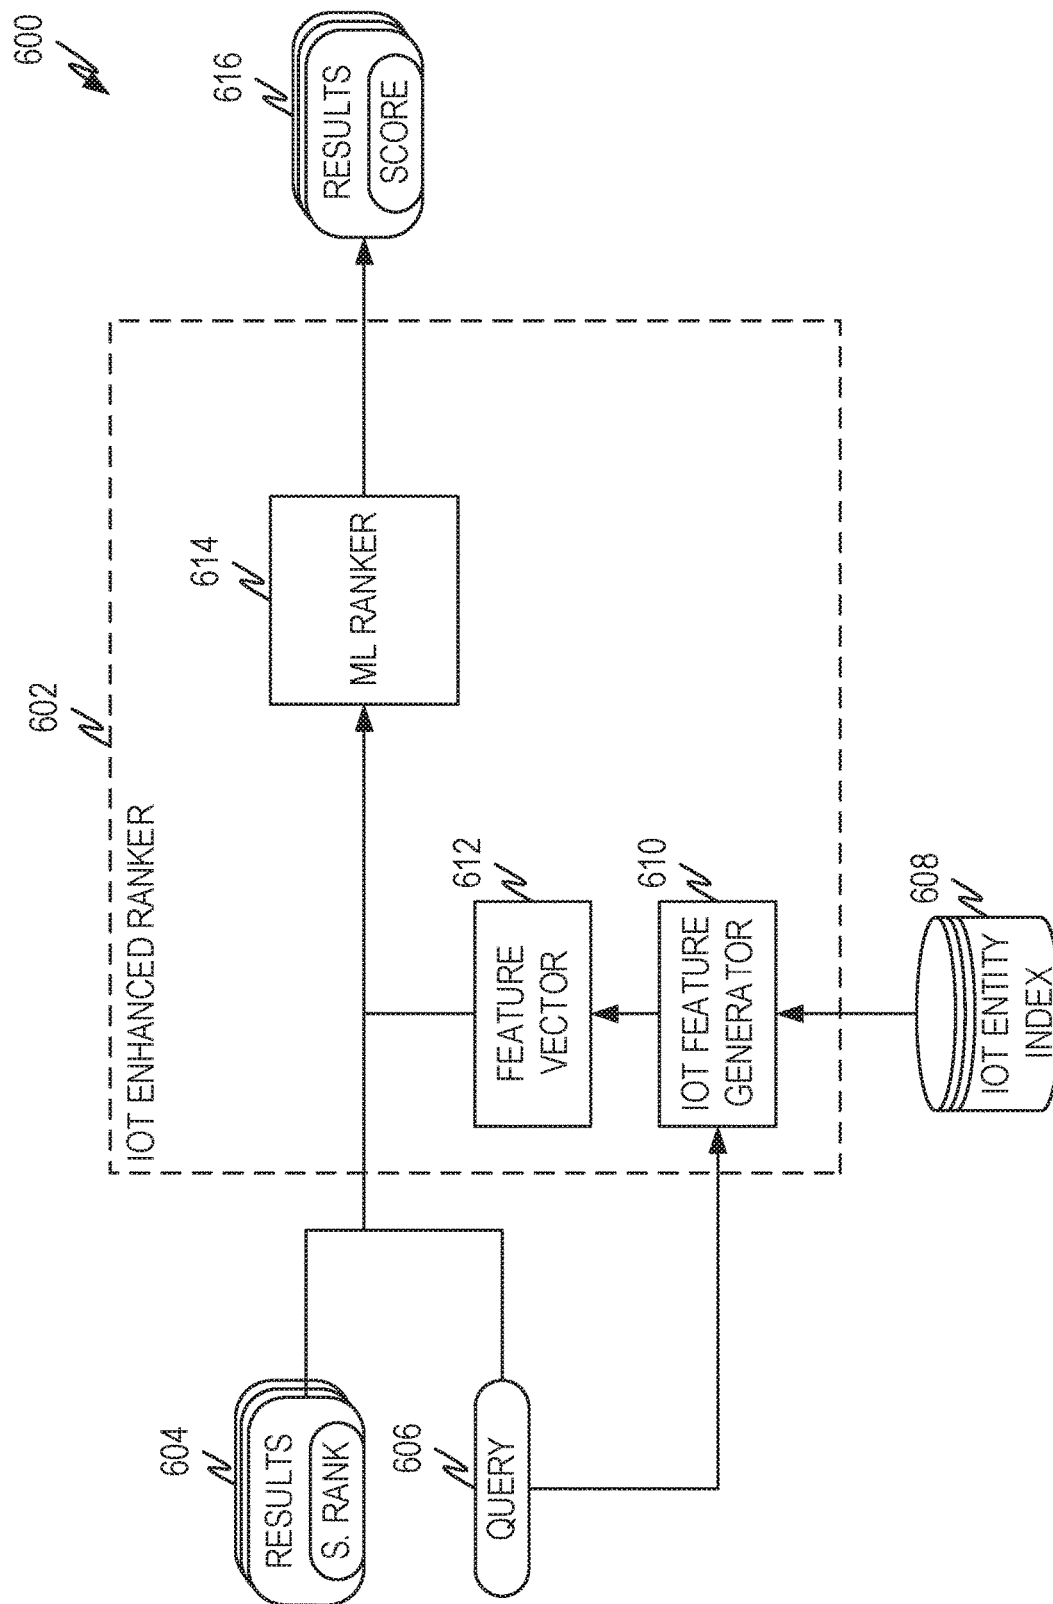 600
602
IOT ENHANCED RANKER
604
RESULTS
S. RANK
606
QUERY
612
FEATURE
VECTOR
610
IOT FEATURE
GENERATOR
608
IOT ENTITY
INDEX
614
ML RANKER
616
RESULTS
SCORE